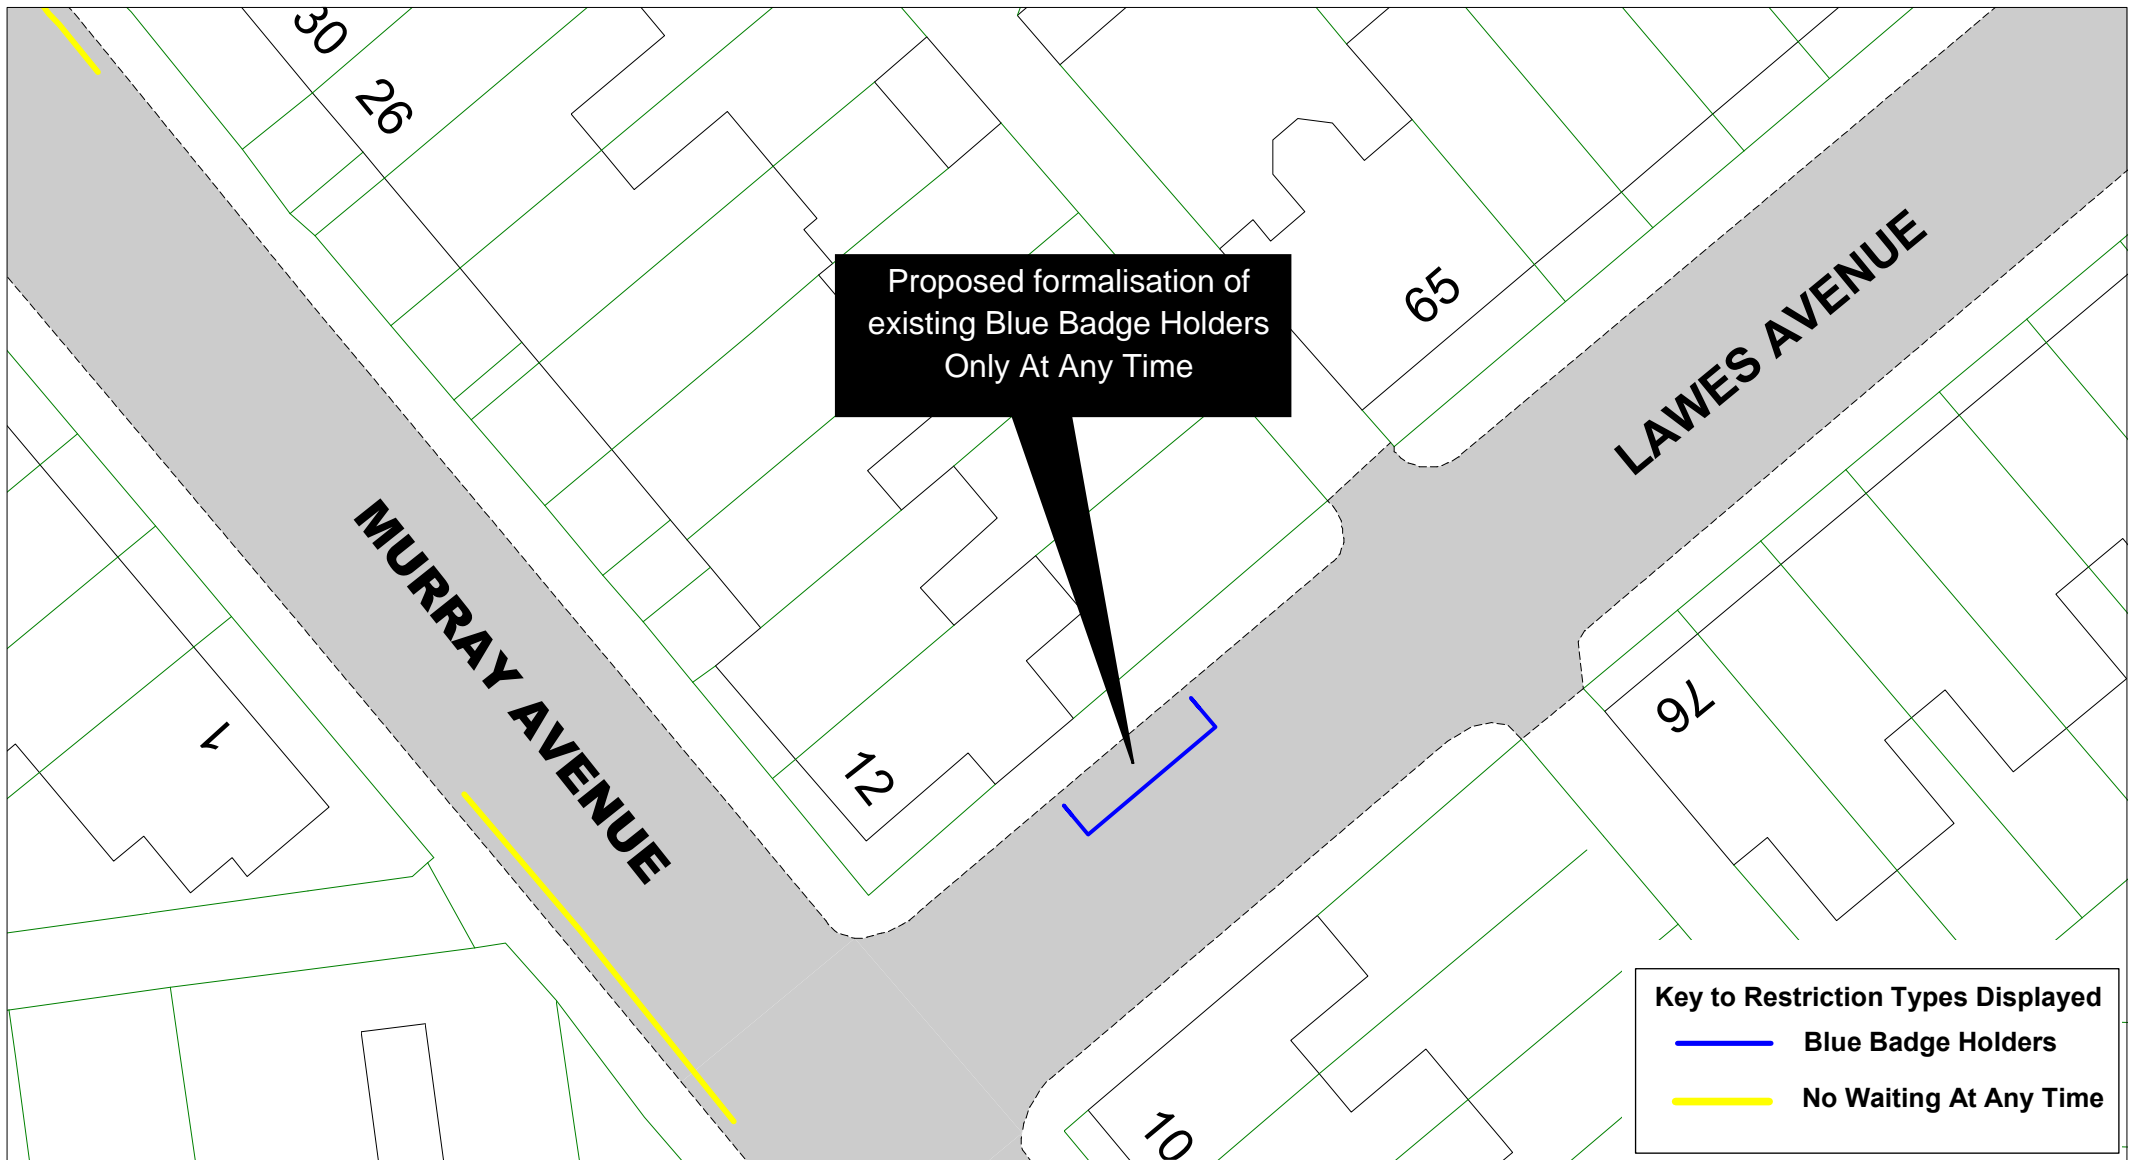 30
26
Proposed formalisation of
existing Blue Badge Holders
Only At Any Time
65
LAWES AVENUE
MURRAY AVENUE
1
12
76
10
Key to Restriction Types Displayed
Blue Badge Holders
No Waiting At Any Time